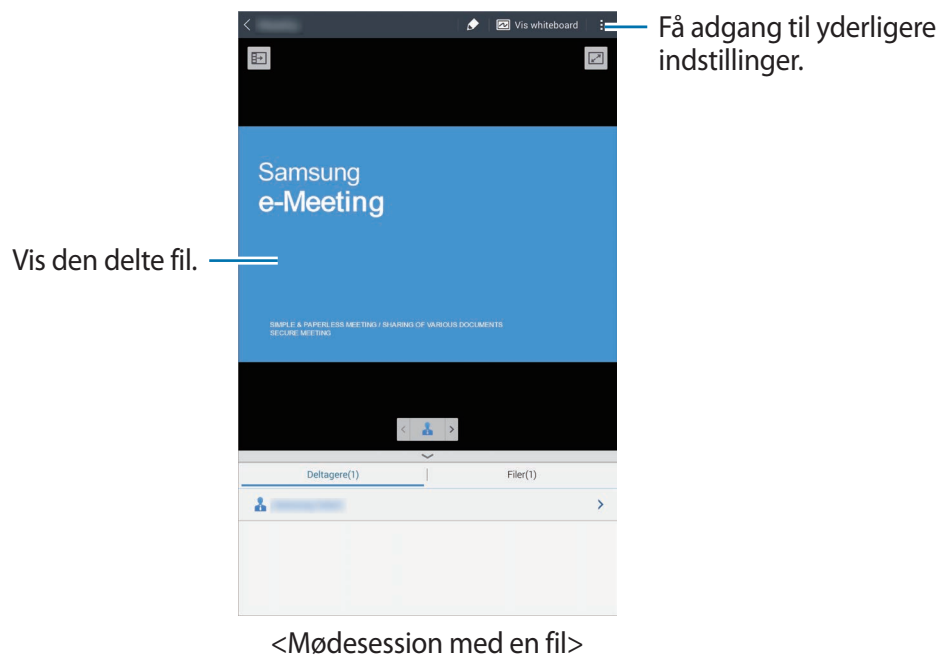 Vis whiteboard
Få adgang til yderligere
indstillinger.
Samsung
e-Meeting
Vis den delte fil.
SIMPLE & PAPERLESS MEETING / SHARING OF VARIOUS DOCUMENTS
SECURE MEETING
Deltagere(1)
Filer(1)
<Mødesession med en fil>